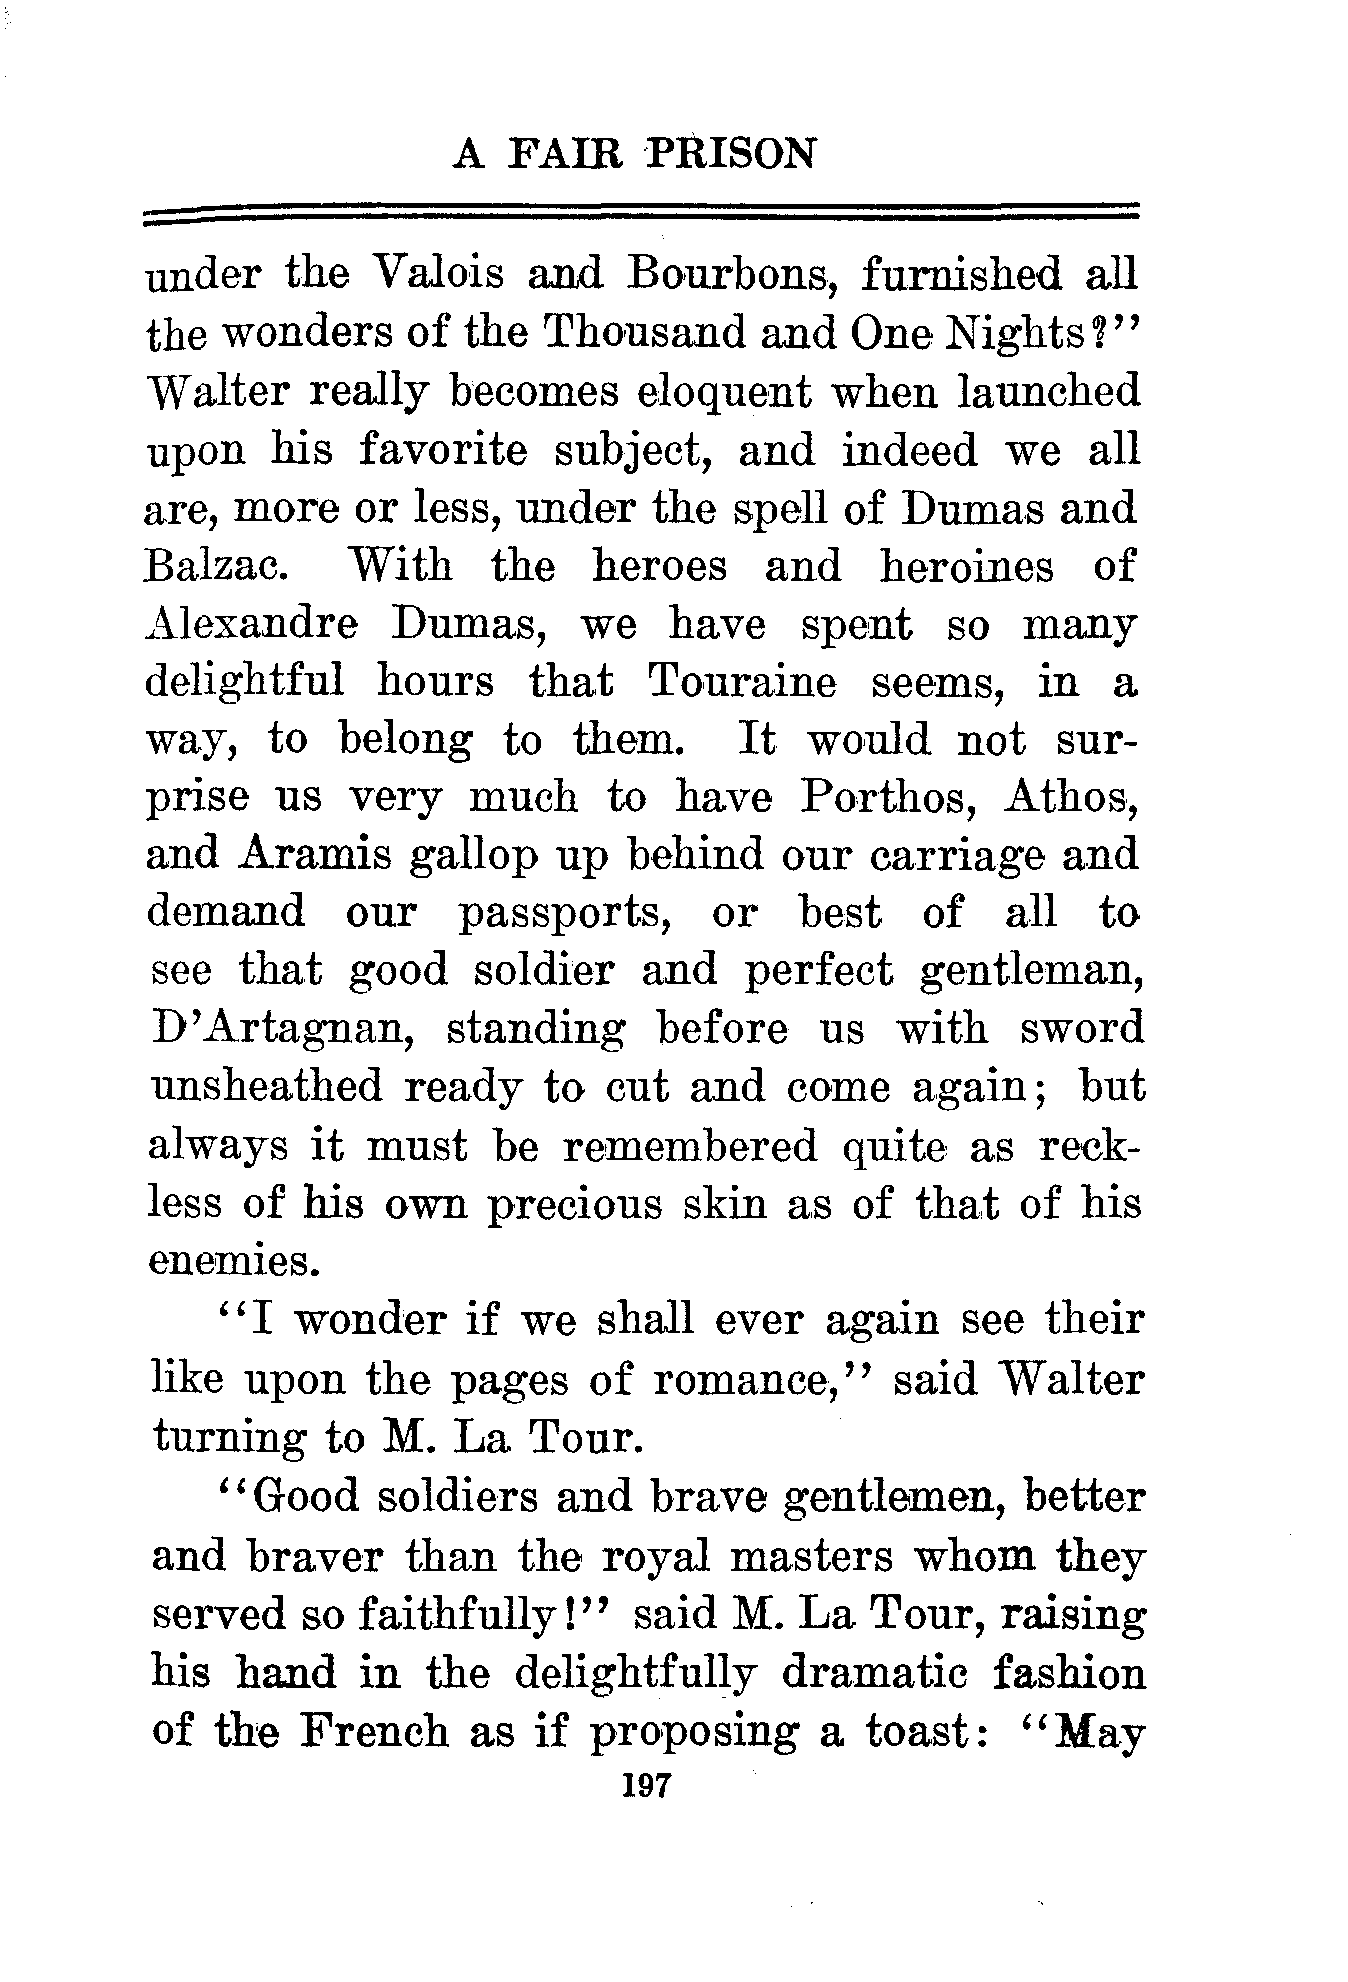 A FAIR PRISON
under the Valois and Bourbons, furnished all
the wonders of the Thousand and One Nights?"
Walter really becomes eloquent when launched
upon his favorite subject, and indeed we all
are, more or less, under the spell of Dumas and
Balzac. With the heroes and heroines of
Alexandre Dumas, we have spent so many
delightful hours that Touraine seems, in a
way, to belong to them. It would not sur-
prise us very much to have Porthos, Athos,
and Aramis gallop up behind our carriage and
demand our passports, or best of all to
see that good soldier and perfect gentleman,
D'Artagnan, standing before us with sword
unsheathed ready to cut and come again; but
always it must be remembered quite as reck-
less of his own precious skin as of that of his
enemies.
"I wonder if we shall ever again see their
like upon the pages of romance," said Walter
turning to M. La Tour.
"Good soldiers and brave gentlemen, better
and braver than the royal masters whom they
served so faithfully!" said M. La Tour, raising
his hand in the delightfully dramatic fashion
of the French as if proposing a toast: "May
197